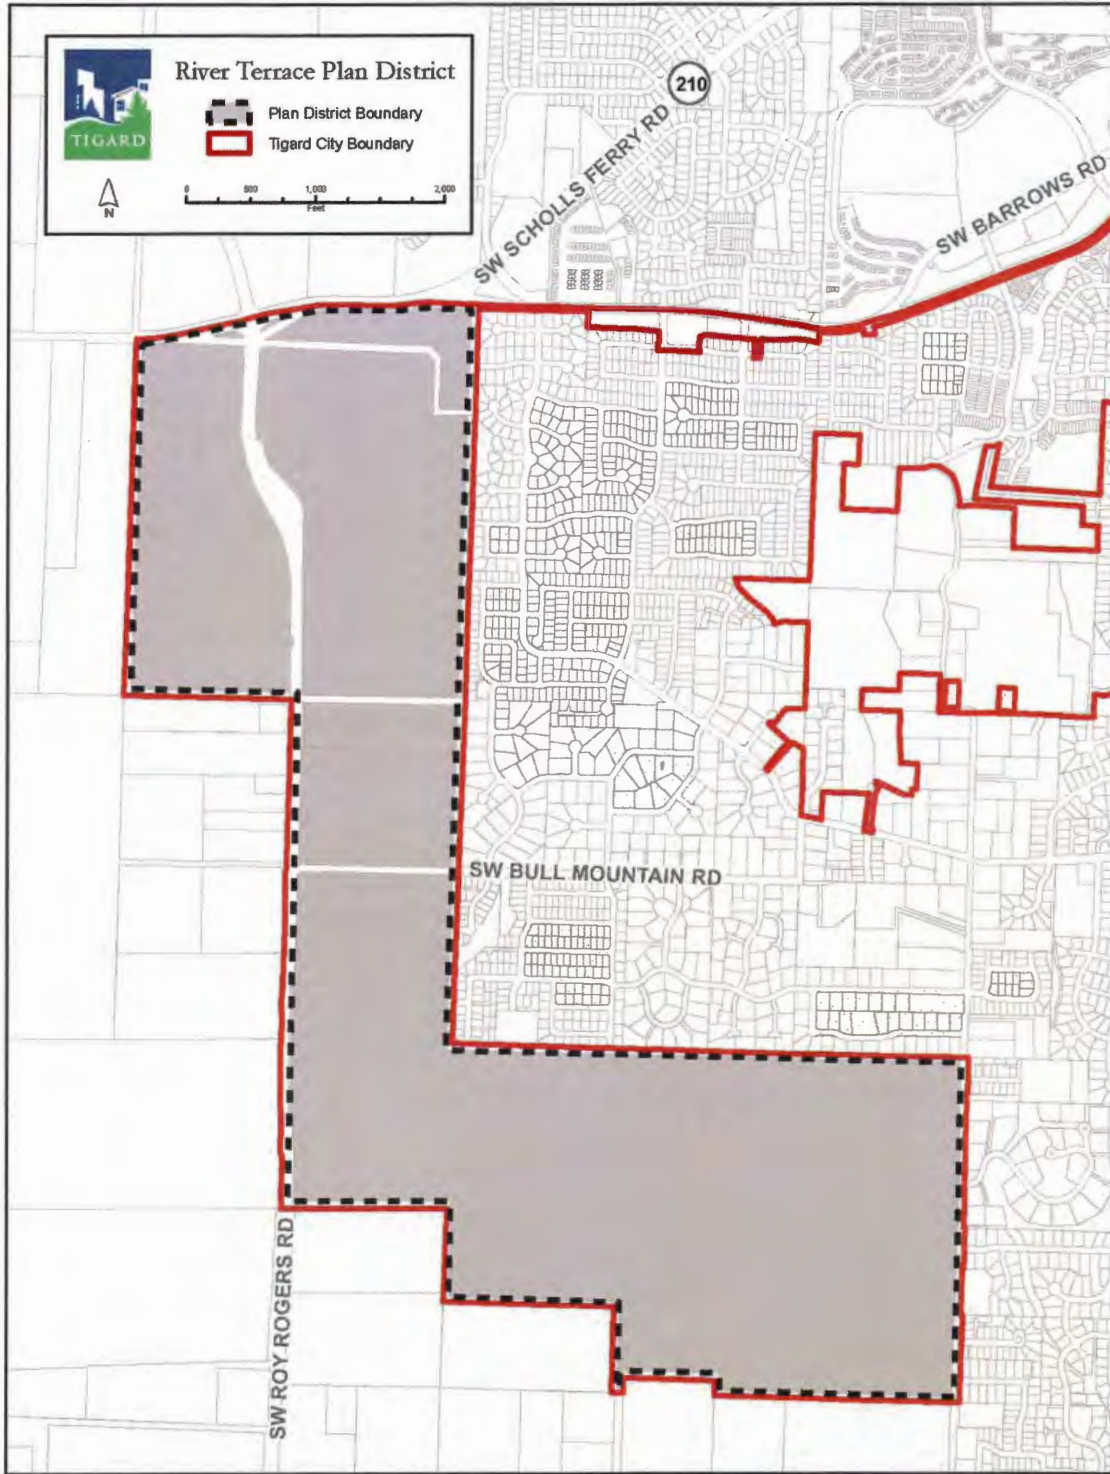 River Terrace Plan District
Plan District Boundary
Tigard City Boundary
TIGARD
N
0 500 1,000 2,000
Feet
210
SW SCHOLLS FERRY RD
SW BARROWS RD
SW BULL MOUNTAIN RD
SW ROY ROGERS RD